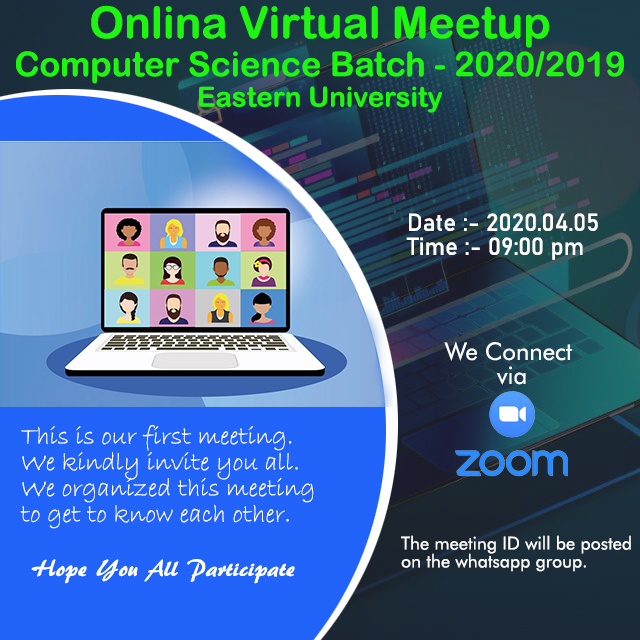 Onlina Virtual Meetup
Computer Science Batch - 2020/2019
Eastern University
Date :- 2020.04.05
Time :- 09:00 pm
We Connect
via
zoom
This is our first meeting.
We kindly invite you all.
We organized this meeting
to get to know each other.
Hope You All Participate
The meeting ID will be posted
on the whatsapp group.